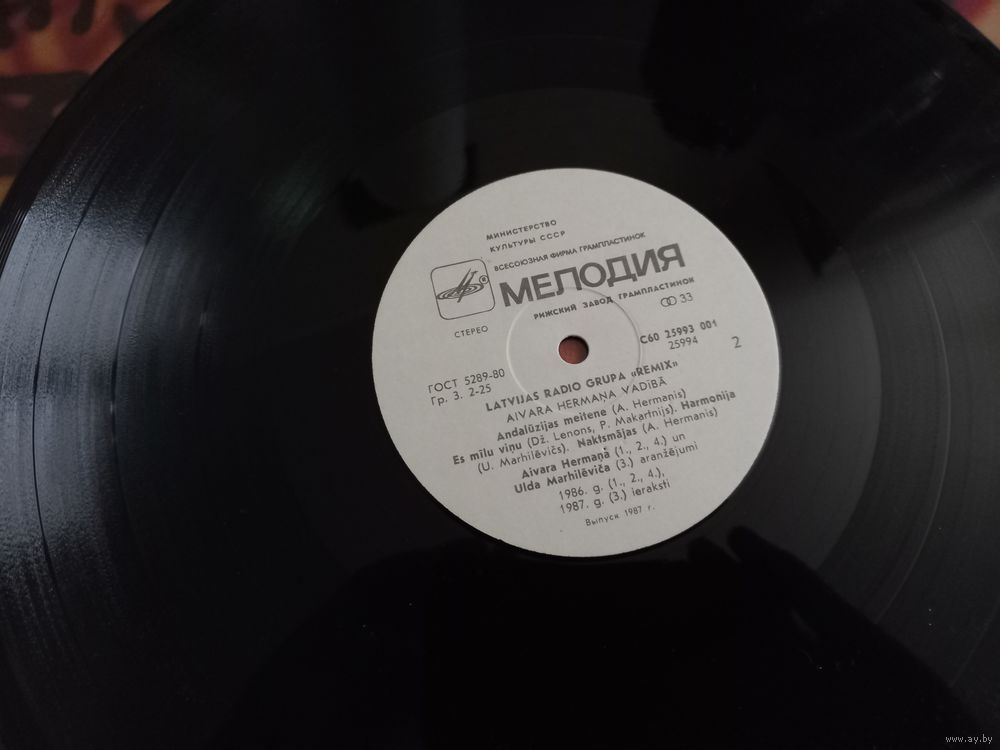 МИНИСТЕРСТВО
КУЛЬТУРЫ СССР
ВСЕСОЮЗНАЯ ФИРМА ГРАМПЛАСТИНОК
МЕЛОДИЯ
РИЖСКИЙ ЗАВОД ГРАМПЛАСТИНОК
СТЕРЕО
33
ГОСТ 5289-80
Гр. 3. 2-25
С60 25993 001
25994
2
LATVIJAS RADIO GRUPA «REMIX»
AIVARA HERMAŅA VADĪBĀ
Andalūzijas meitene (A. Hermanis)
Es mīlu viņu (Dž. Lenons, P. Makartnijs). Harmonija
(U. Marhilēvičs). Naktsmājas (A. Hermanis)
Aivara Hermaņa (1., 2., 4.) un
Ulda Marhilēviča (3.) aranžējumi
1986. g. (1., 2., 4.),
1987. g. (3.) ieraksti
Выпуск 1987 г.
www.ay.by